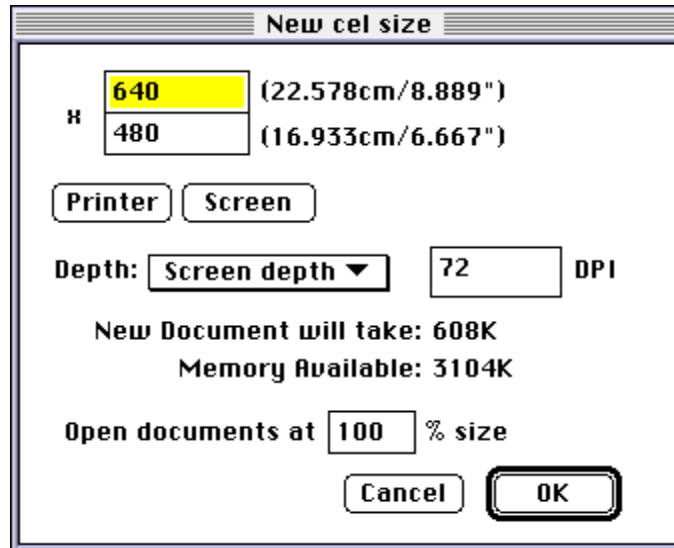 New cel size
640 (22.578cm/8.889")
x
480 (16.933cm/6.667")
Printer Screen
Depth: Screen depth 72 DPI
New Document will take: 608K
Memory Available: 3104K
Open documents at 100 % size
Cancel OK